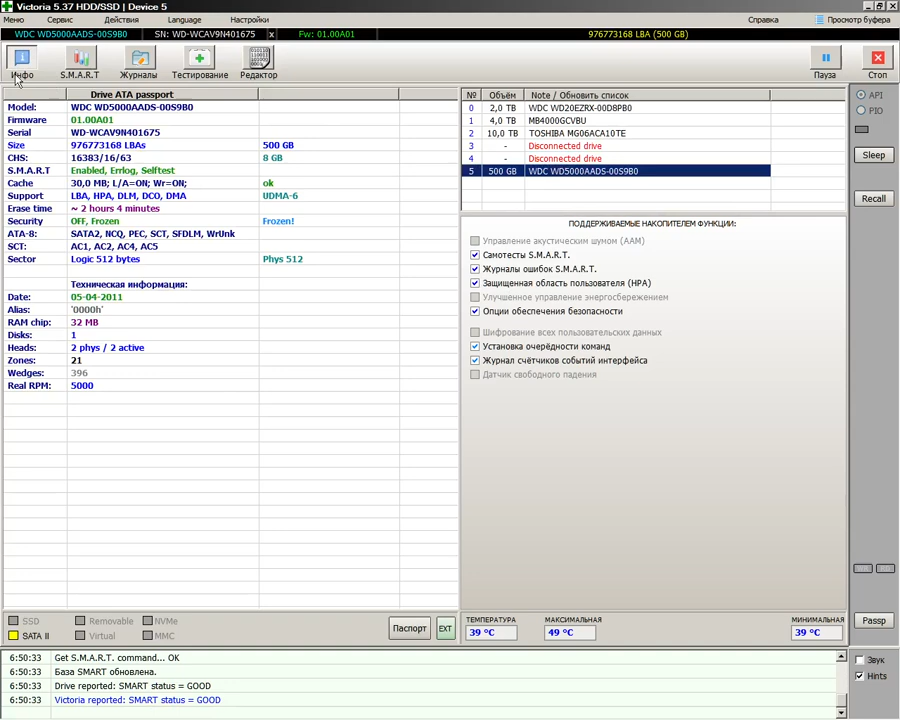 Victoria 5.37 HDD/SSD | Device 5
Меню Сервис Действия Language Настройки Справка Просмотр буфера
WDC WD5000AADS-00S9B0 SN: WD-WCAV9N401675 x Fw: 01.00A01 976773168 LBA (500 GB)
Инфо S.M.A.R.T Журналы Тестирование Редактор Пауза Стоп
Drive ATA passport
Model: WDC WD5000AADS-00S9B0
Firmware 01.00A01
Serial WD-WCAV9N401675
Size 976773168 LBAs 500 GB
CHS: 16383/16/63 8 GB
S.M.A.R.T Enabled, Errlog, Selftest
Cache 30,0 MB; L/A=ON; Wr=ON; ok
Support LBA, HPA, DLM, DCO, DMA UDMA-6
Erase time ~ 2 hours 4 minutes
Security OFF, Frozen Frozen!
ATA-8: SATA2, NCQ, PEC, SCT, SFDLM, WrUnk
SCT: AC1, AC2, AC4, AC5
Sector Logic 512 bytes Phys 512
Техническая информация:
Date: 05-04-2011
Alias: '0000h'
RAM chip: 32 MB
Disks: 1
Heads: 2 phys / 2 active
Zones: 21
Wedges: 396
Real RPM: 5000
№ Объём Note / Обновить список
0 2,0 TB WDC WD20EZRX-00D8PB0
1 4,0 TB MB4000GCVBU
2 10,0 TB TOSHIBA MG06ACA10TE
3 - Disconnected drive
4 - Disconnected drive
5 500 GB WDC WD5000AADS-00S9B0
ПОДДЕРЖИВАЕМЫЕ НАКОПИТЕЛЕМ ФУНКЦИИ:
Управление акустическим шумом (AAM)
Самотесты S.M.A.R.T.
Журналы ошибок S.M.A.R.T.
Защищенная область пользователя (HPA)
Улучшенное управление энергосбережением
Опции обеспечения безопасности
Шифрование всех пользовательских данных
Установка очерёдности команд
Журнал счётчиков событий интерфейса
Датчик свободного падения
API
PIO
Sleep
Recall
Passp
SSD Removable NVMe
SATA II Virtual MMC
Паспорт EXT
ТЕМПЕРАТУРА МАКСИМАЛЬНАЯ МИНИМАЛЬНАЯ
39 °C 49 °C 39 °C
6:50:33 Get S.M.A.R.T. command... OK
6:50:33 База SMART обновлена.
6:50:33 Drive reported: SMART status = GOOD
6:50:33 Victoria reported: SMART status = GOOD
Звук
Hints